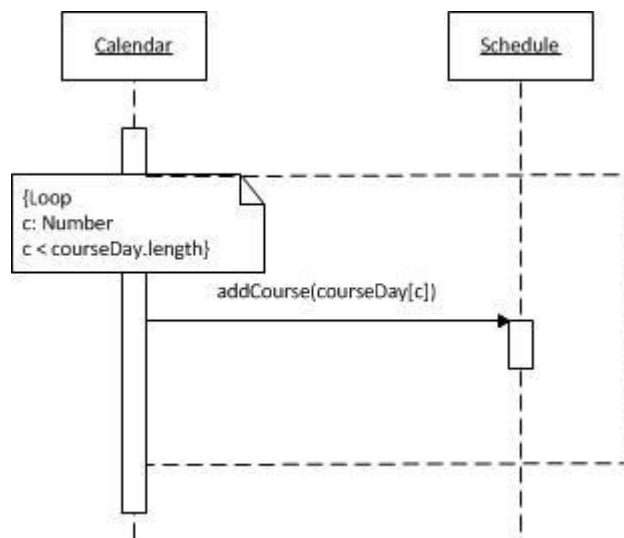 Calendar
Schedule
{Loop
c: Number
c < courseDay.length}
addCourse(courseDay[c])